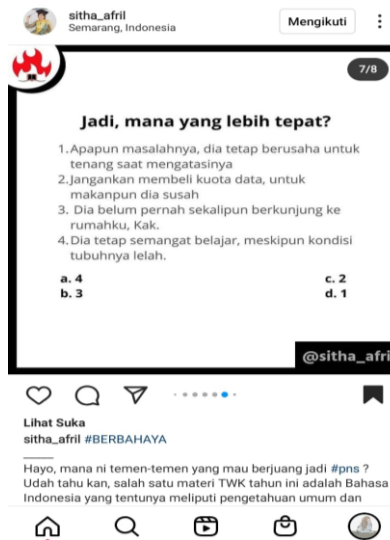 sitha_afril
Semarang, Indonesia
Mengikuti
7/8
Jadi, mana yang lebih tepat?
1.Apapun masalahnya, dia tetap berusaha untuk
tenang saat mengatasinya
2.Jangankan membeli kuota data, untuk
makanpun dia susah
3. Dia belum pernah sekalipun berkunjung ke
rumahku, Kak.
4.Dia tetap semangat belajar, meskipun kondisi
tubuhnya lelah.
a. 4
c. 2
b. 3
d. 1
@sitha_afri
Lihat Suka
sitha_afril #BERBAHAYA
Hayo, mana ni temen-temen yang mau berjuang jadi #pns ?
Udah tahu kan, salah satu materi TWK tahun ini adalah Bahasa
Indonesia yang tentunya meliputi pengetahuan umum dan